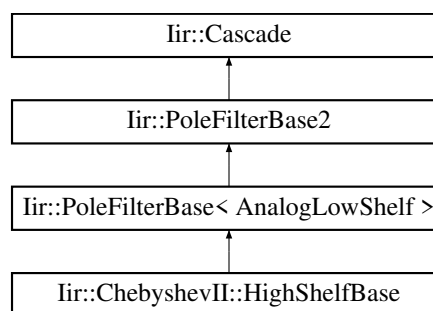 Iir::Cascade
Iir::PoleFilterBase2
Iir::PoleFilterBase< AnalogLowShelf >
Iir::ChebyshevII::HighShelfBase